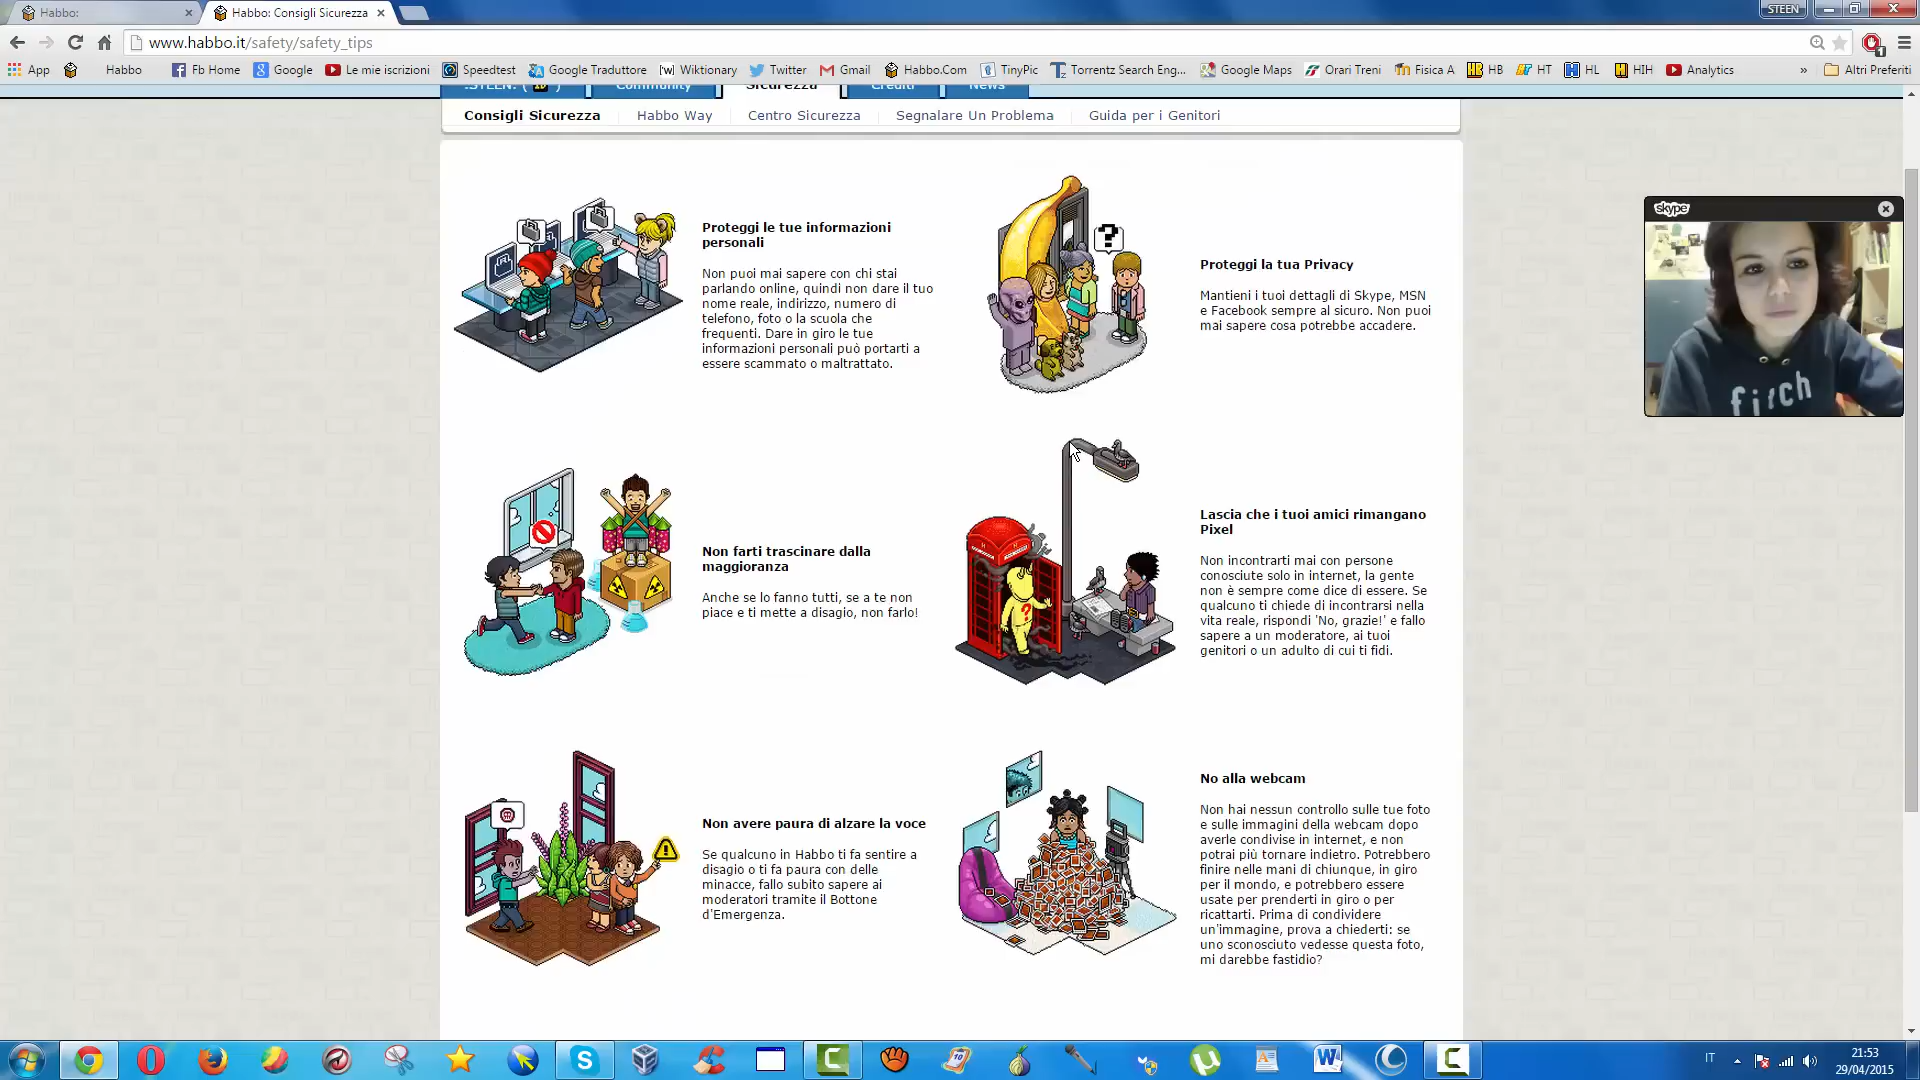 Habbo:
Habbo: Consigli Sicurezza
STEEN
www.habbo.it/safety/safety_tips
App
Habbo
Fb Home
Google
Le mie iscrizioni
Speedtest
Google Traduttore
Wiktionary
Twitter
Gmail
Habbo.Com
TinyPic
Torrentz Search Eng...
Google Maps
Orari Treni
Fisica A
HB
HT
HL
HIH
Analytics
»
Altri Preferiti
.:STEEN:. ( )
Community
Sicurezza
Crediti
News
Consigli Sicurezza
Habbo Way
Centro Sicurezza
Segnalare Un Problema
Guida per i Genitori
Proteggi le tue informazioni
personali
Non puoi mai sapere con chi stai
parlando online, quindi non dare il tuo
nome reale, indirizzo, numero di
telefono, foto o la scuola che
frequenti. Dare in giro le tue
informazioni personali può portarti a
essere scammato o maltrattato.
?
Proteggi la tua Privacy
Mantieni i tuoi dettagli di Skype, MSN
e Facebook sempre al sicuro. Non puoi
mai sapere cosa potrebbe accadere.
skype
Non farti trascinare dalla
maggioranza
Anche se lo fanno tutti, se a te non
piace e ti mette a disagio, non farlo!
Lascia che i tuoi amici rimangano
Pixel
Non incontrarti mai con persone
conosciute solo in internet, la gente
non è sempre come dice di essere. Se
qualcuno ti chiede di incontrarsi nella
vita reale, rispondi 'No, grazie!' e fallo
sapere a un moderatore, ai tuoi
genitori o un adulto di cui ti fidi.
Non avere paura di alzare la voce
Se qualcuno in Habbo ti fa sentire a
disagio o ti fa paura con delle
minacce, fallo subito sapere ai
moderatori tramite il Bottone
d'Emergenza.
No alla webcam
Non hai nessun controllo sulle tue foto
e sulle immagini della webcam dopo
averle condivise in internet, e non
potrai più tornare indietro. Potrebbero
finire nelle mani di chiunque, in giro
per il mondo, e potrebbero essere
usate per prenderti in giro o per
ricattarti. Prima di condividere
un'immagine, prova a chiederti: se
uno sconosciuto vedesse questa foto,
mi darebbe fastidio?
IT
21:53
29/04/2015